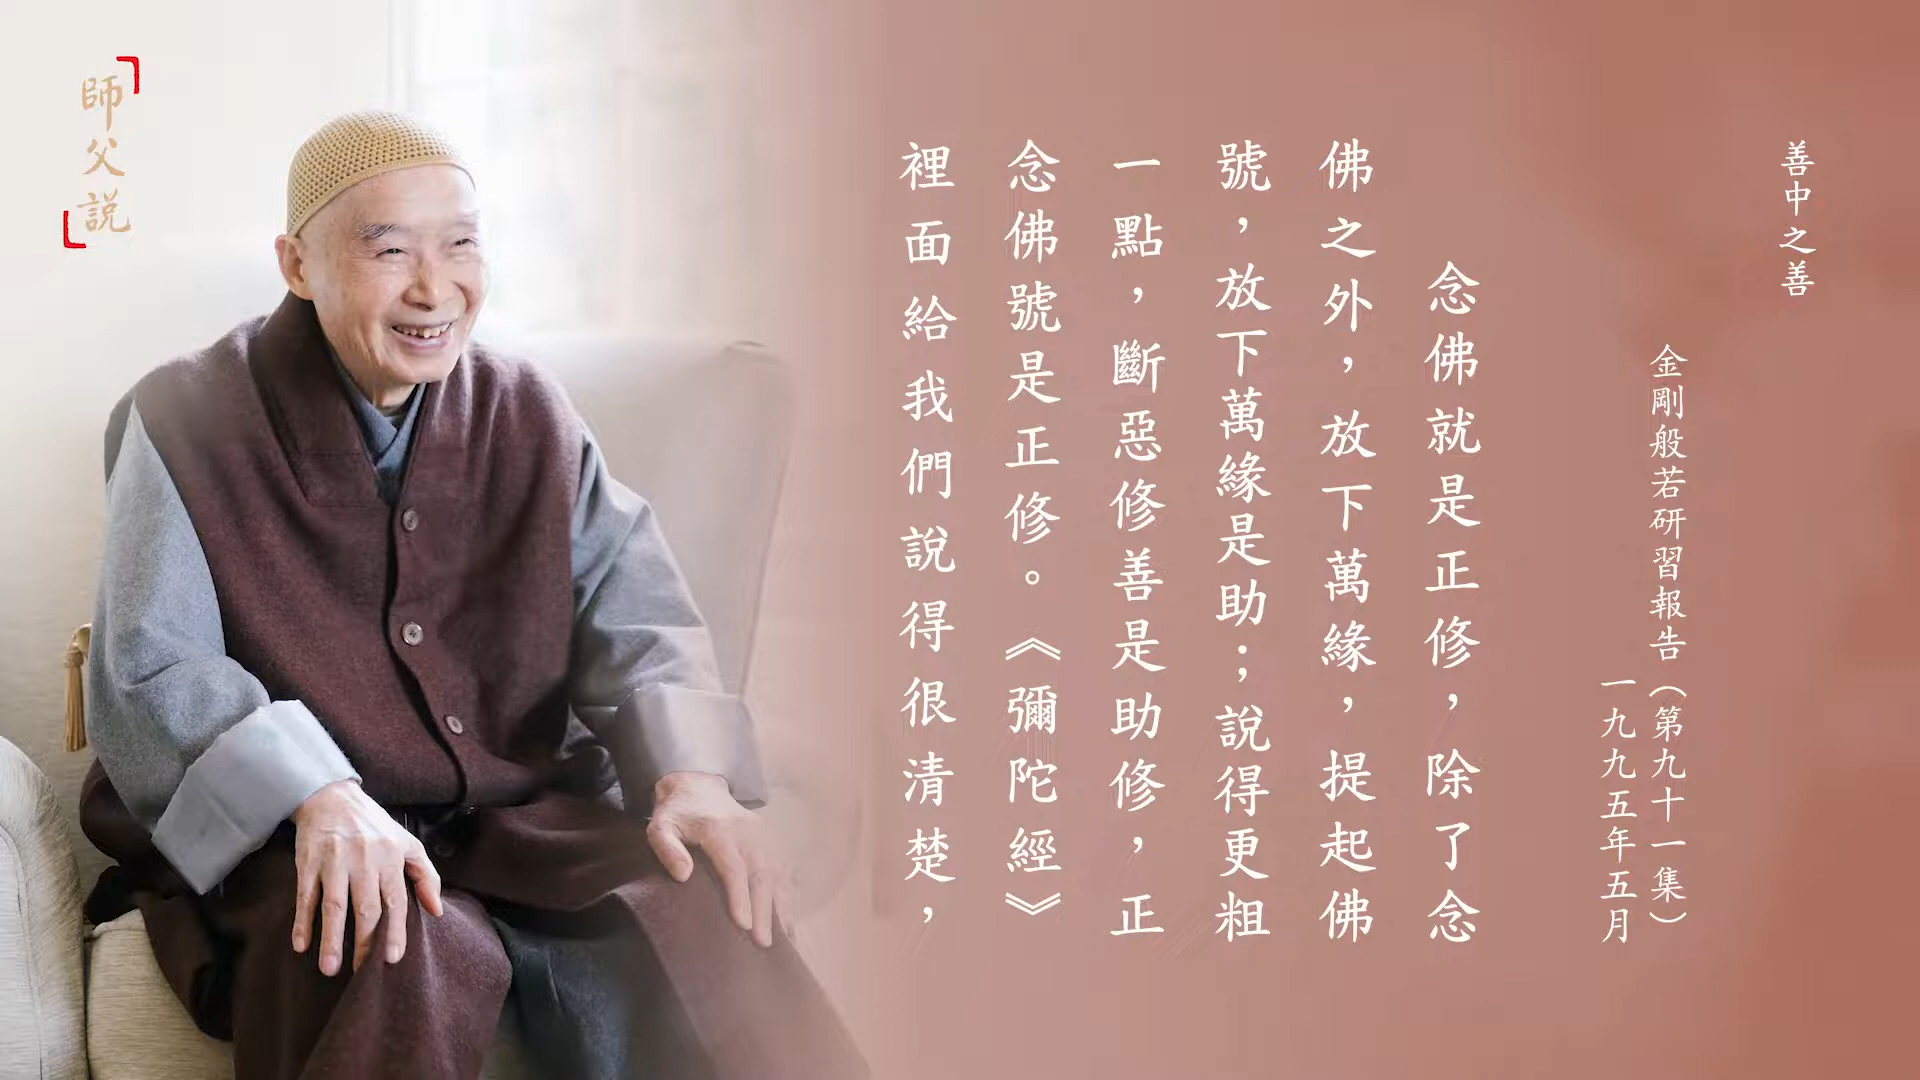 善中之善
金剛般若研習報告（第九十一集）
一九九五年五月
念佛就是正修，除了念
佛之外，放下萬緣，提起佛
號，放下萬緣是助；說得更粗
一點，斷惡修善是助修，正
念佛號是正修。《彌陀經》
裡面給我們說得很清楚，
師父説